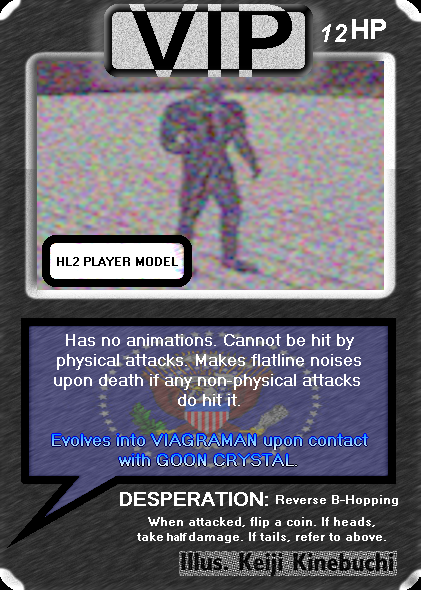 VIP
12 HP
HL2 PLAYER MODEL
Has no animations. Cannot be hit by
physical attacks. Makes flatline noises
upon death if any non-physical attacks
do hit it.
Evolves into VIAGRAMAN upon contact
with GOON CRYSTAL.
DESPERATION: Reverse B-Hopping
When attacked, flip a coin. If heads,
take half damage. If tails, refer to above.
Illus. Keiji Kinebuchi